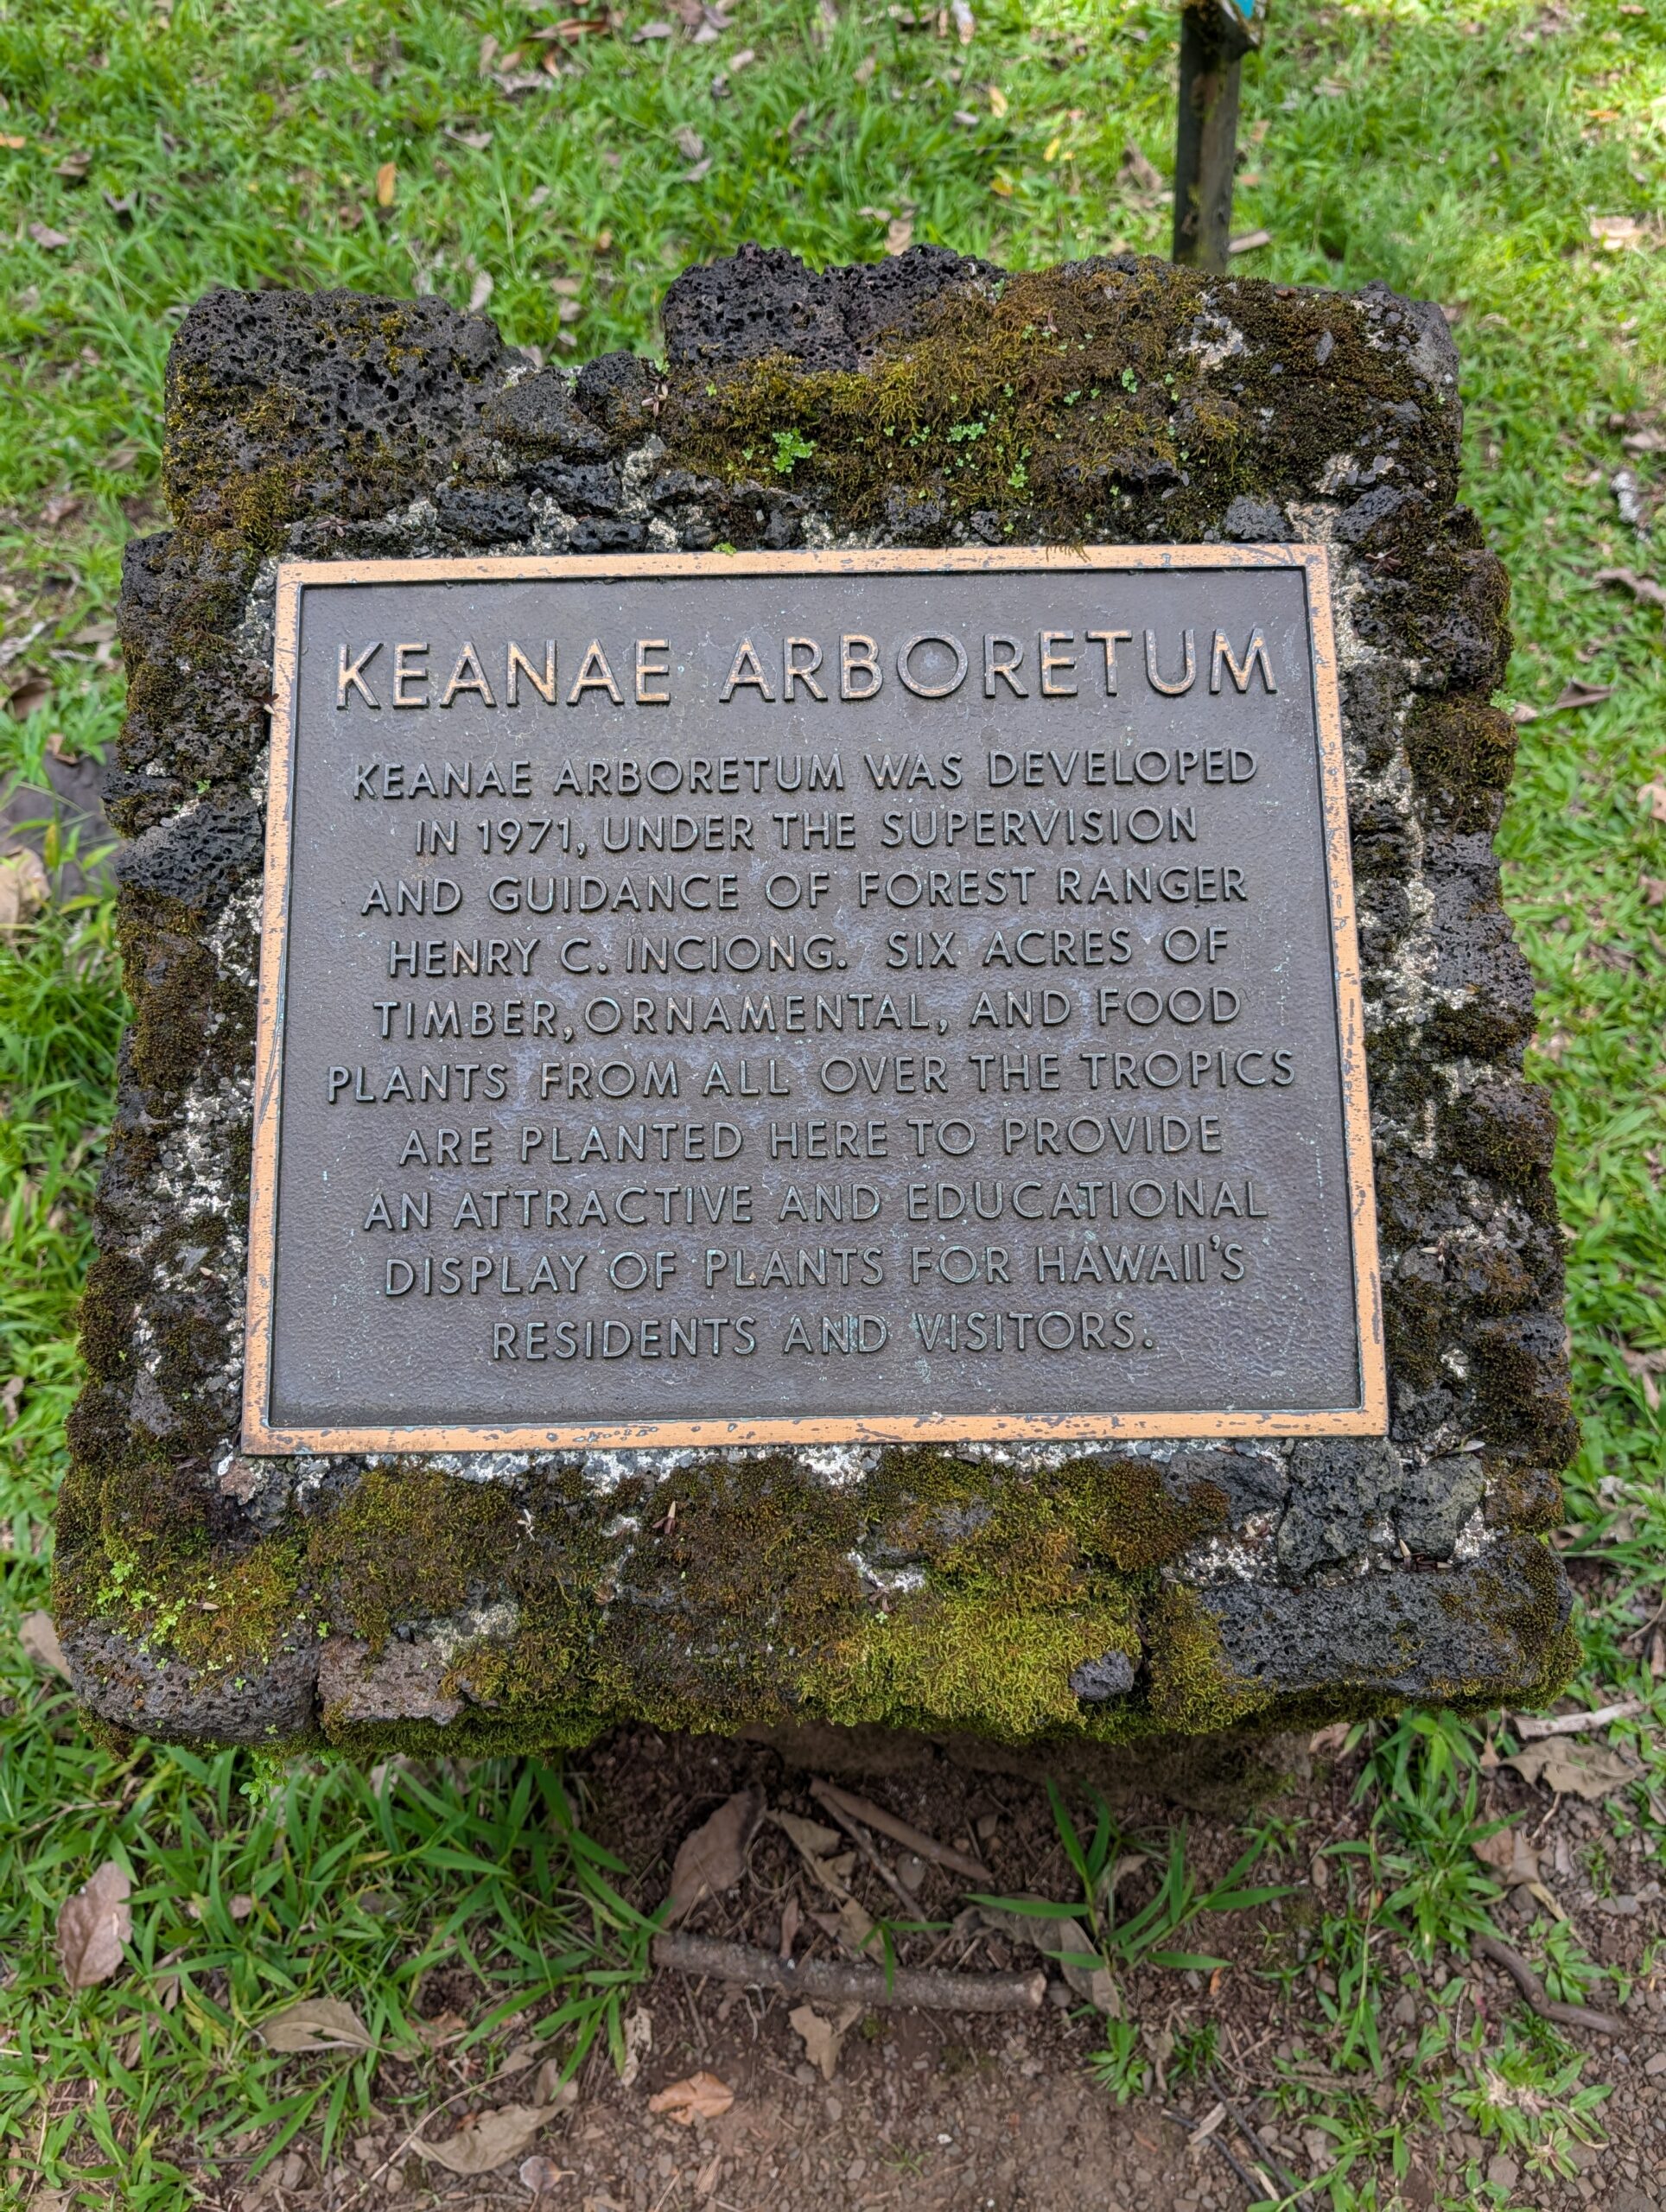 KEANAE ARBORETUM
KEANAE ARBORETUM WAS DEVELOPED
IN 1971, UNDER THE SUPERVISION
AND GUIDANCE OF FOREST RANGER
HENRY C. INCIONG. SIX ACRES OF
TIMBER, ORNAMENTAL, AND FOOD
PLANTS FROM ALL OVER THE TROPICS
ARE PLANTED HERE TO PROVIDE
AN ATTRACTIVE AND EDUCATIONAL
DISPLAY OF PLANTS FOR HAWAII'S
RESIDENTS AND VISITORS.